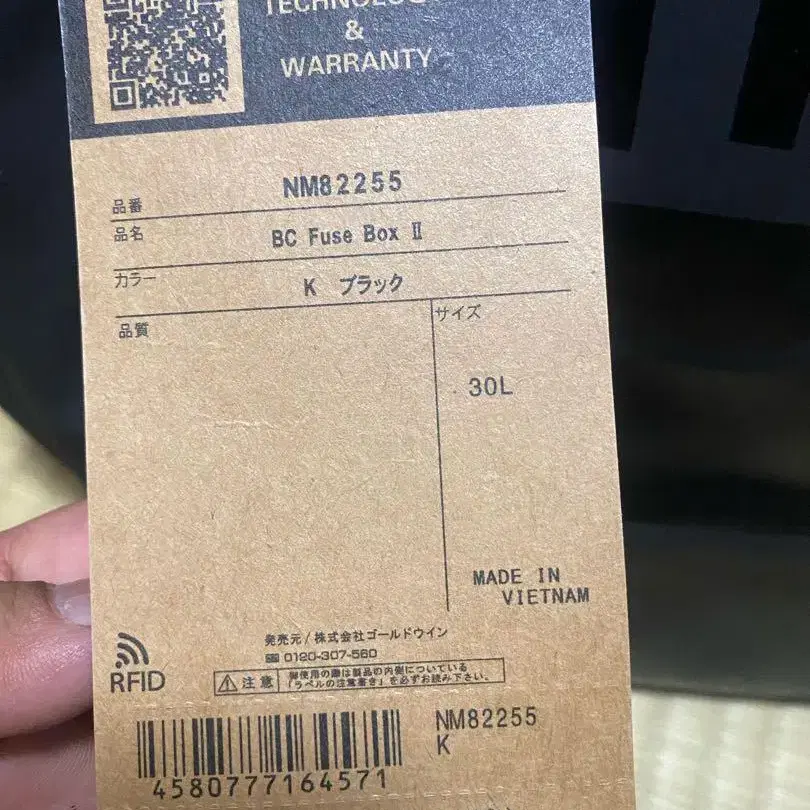 &
WARRANTY
品番 NM82255
品名 BC Fuse Box Ⅱ
カラー K ブラック
品質
サイズ
30L
MADE IN
VIETNAM
発売元/株式会社ゴールドウイン
☎ 0120-307-560
RFID
⚠ 注意
御使用の際は製品の内側についている
「ラベルの注意書き」を必ずお読み下さい。
NM82255
K
4580777164571